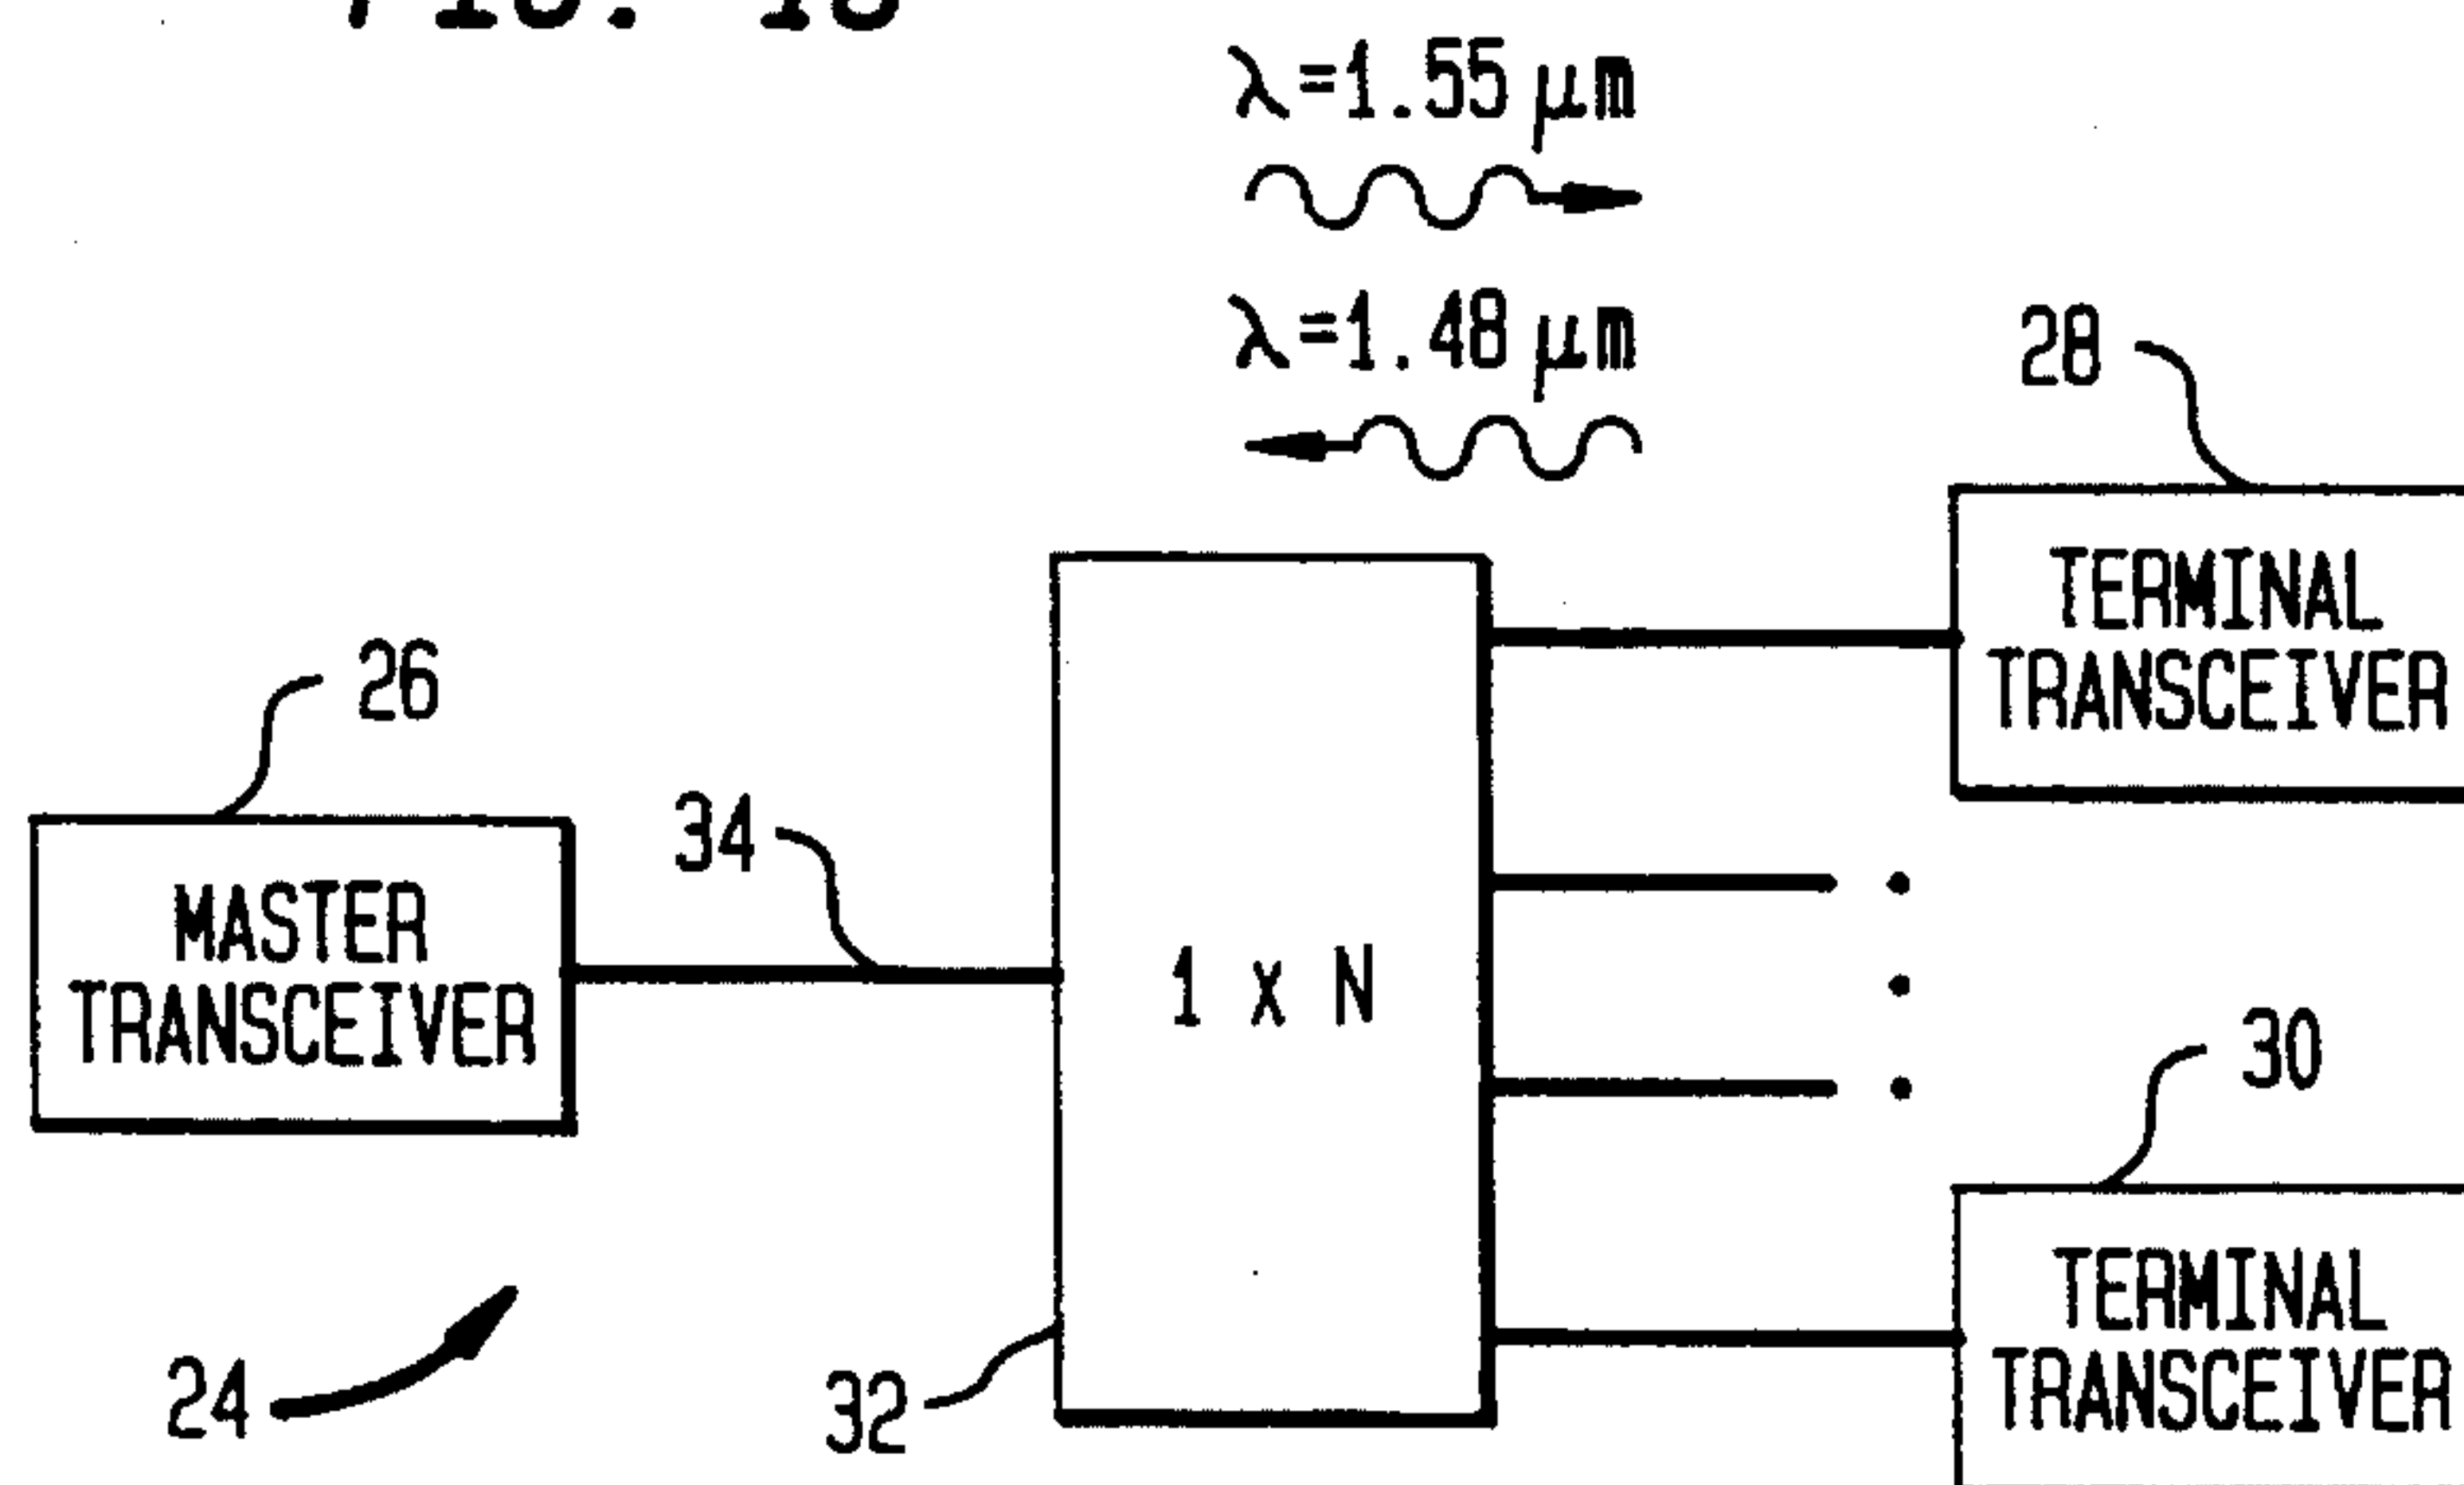 FIG.
λ=1.55 μm
λ=1.48 μm
28
TERMINAL
TRANSCEIVER
26
34
MASTER
TRANSCEIVER
1 x N
30
TERMINAL
TRANSCEIVER
24
32